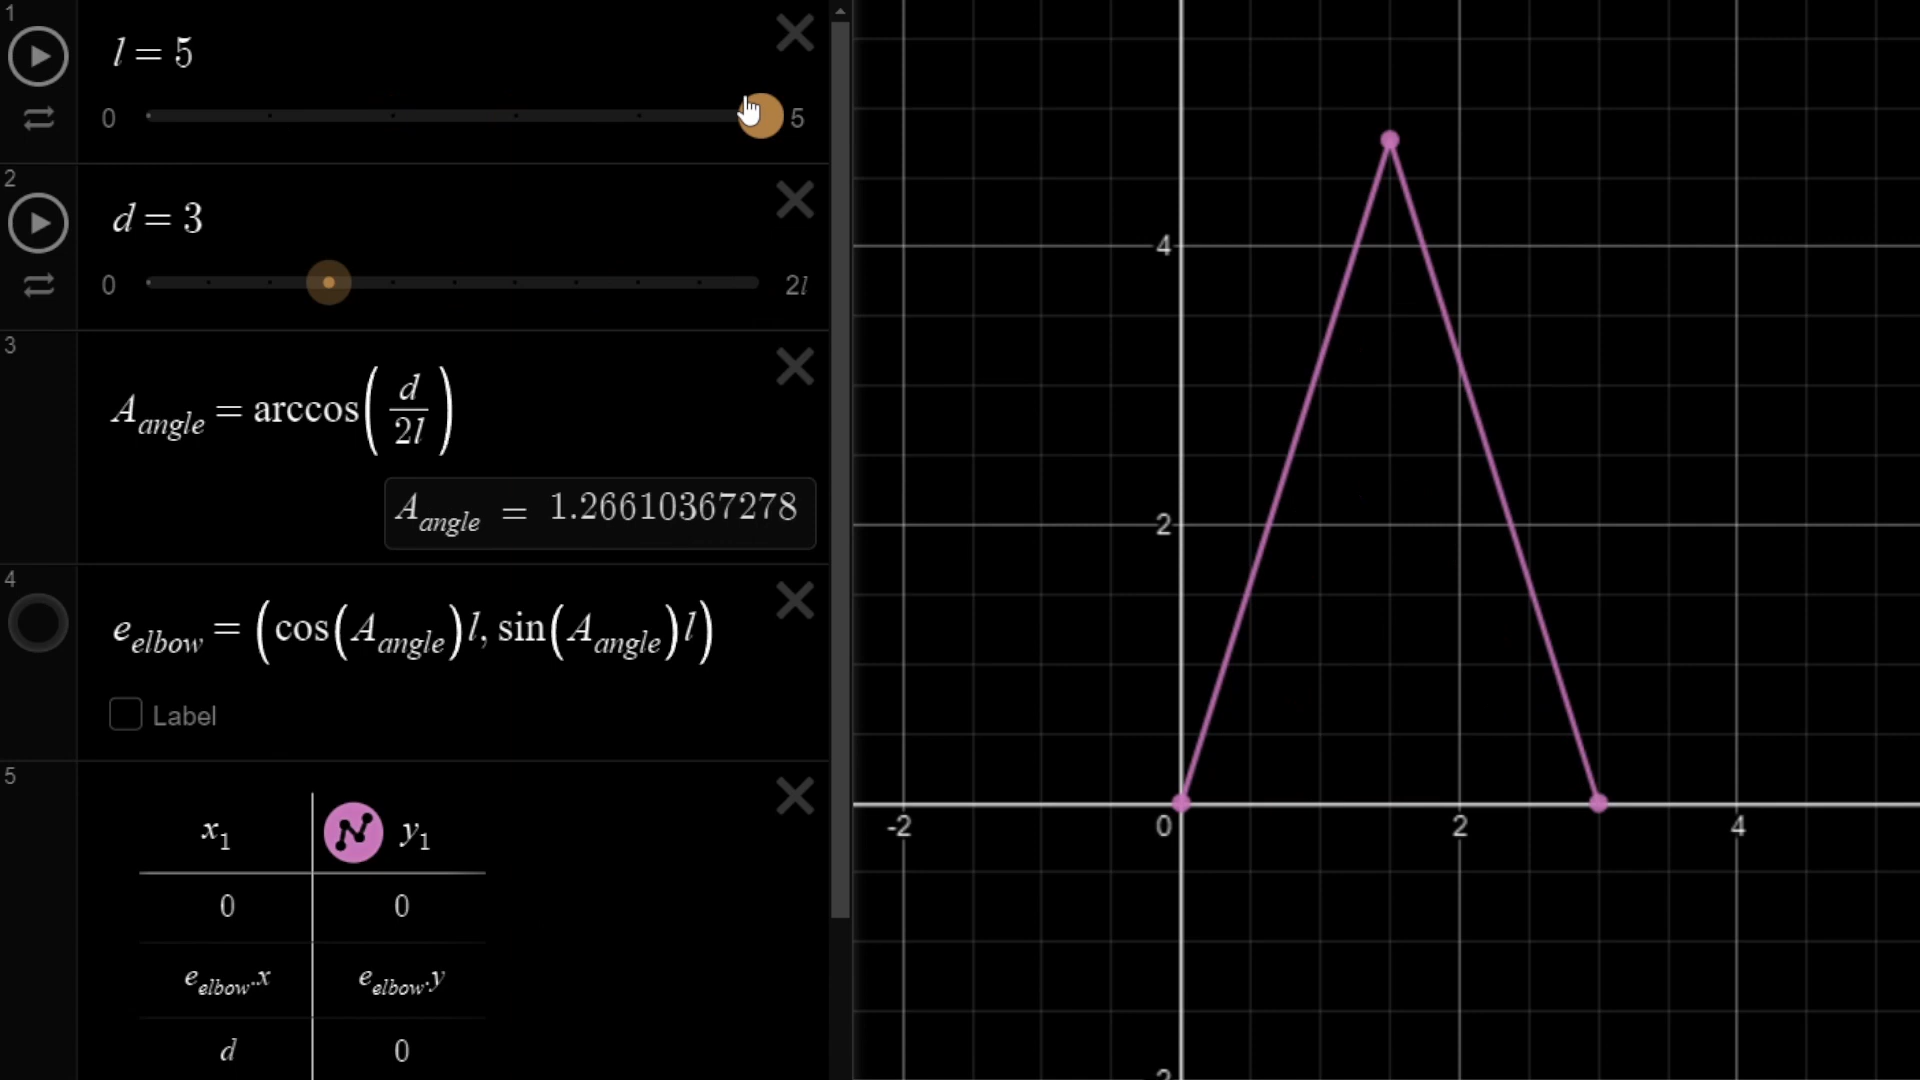 1
l = 5
0 5
2
d = 3
0 2l
3
A_angle = arccos(d/2l)
A_angle = 1.26610367278
4
e_elbow = (cos(A_angle)l, sin(A_angle)l)
Label
5
x₁ y₁
0 0
e_elbow.x e_elbow.y
d 0
4
2
-2 0 2 4